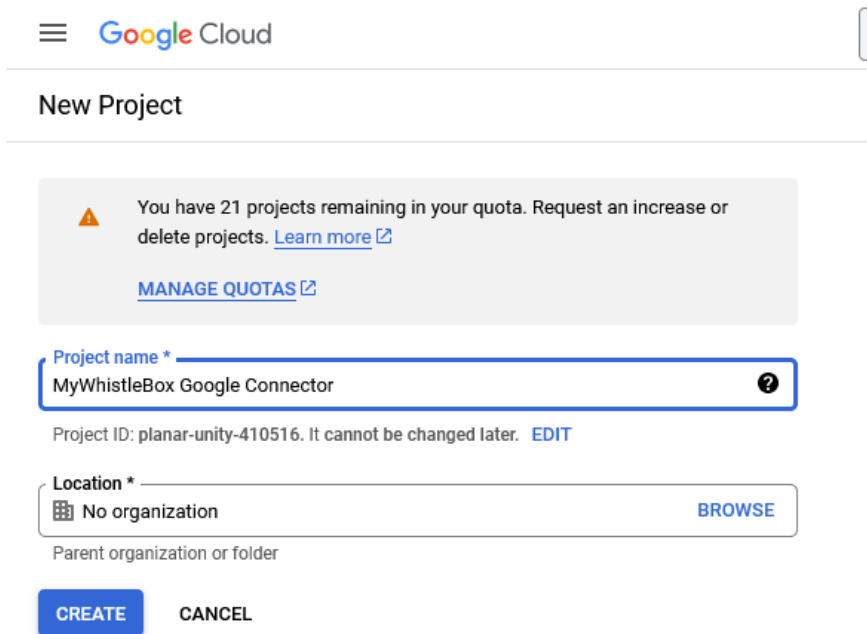 Google Cloud
New Project
You have 21 projects remaining in your quota. Request an increase or
delete projects. Learn more
MANAGE QUOTAS
Project name *
MyWhistleBox Google Connector
Project ID: planar-unity-410516. It cannot be changed later. EDIT
Location *
No organization BROWSE
Parent organization or folder
CREATE CANCEL